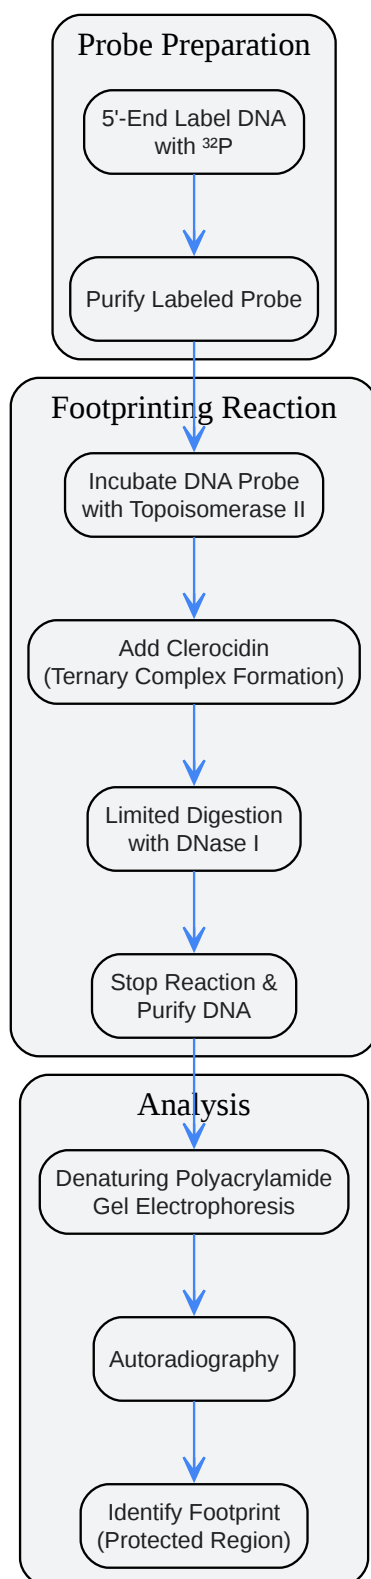 Probe Preparation
5'-End Label DNA
with ³²P
Purify Labeled Probe
Footprinting Reaction
Incubate DNA Probe
with Topoisomerase II
Add Clerocidin
(Ternary Complex Formation)
Limited Digestion
with DNase I
Stop Reaction &
Purify DNA
Analysis
Denaturing Polyacrylamide
Gel Electrophoresis
Autoradiography
Identify Footprint
(Protected Region)